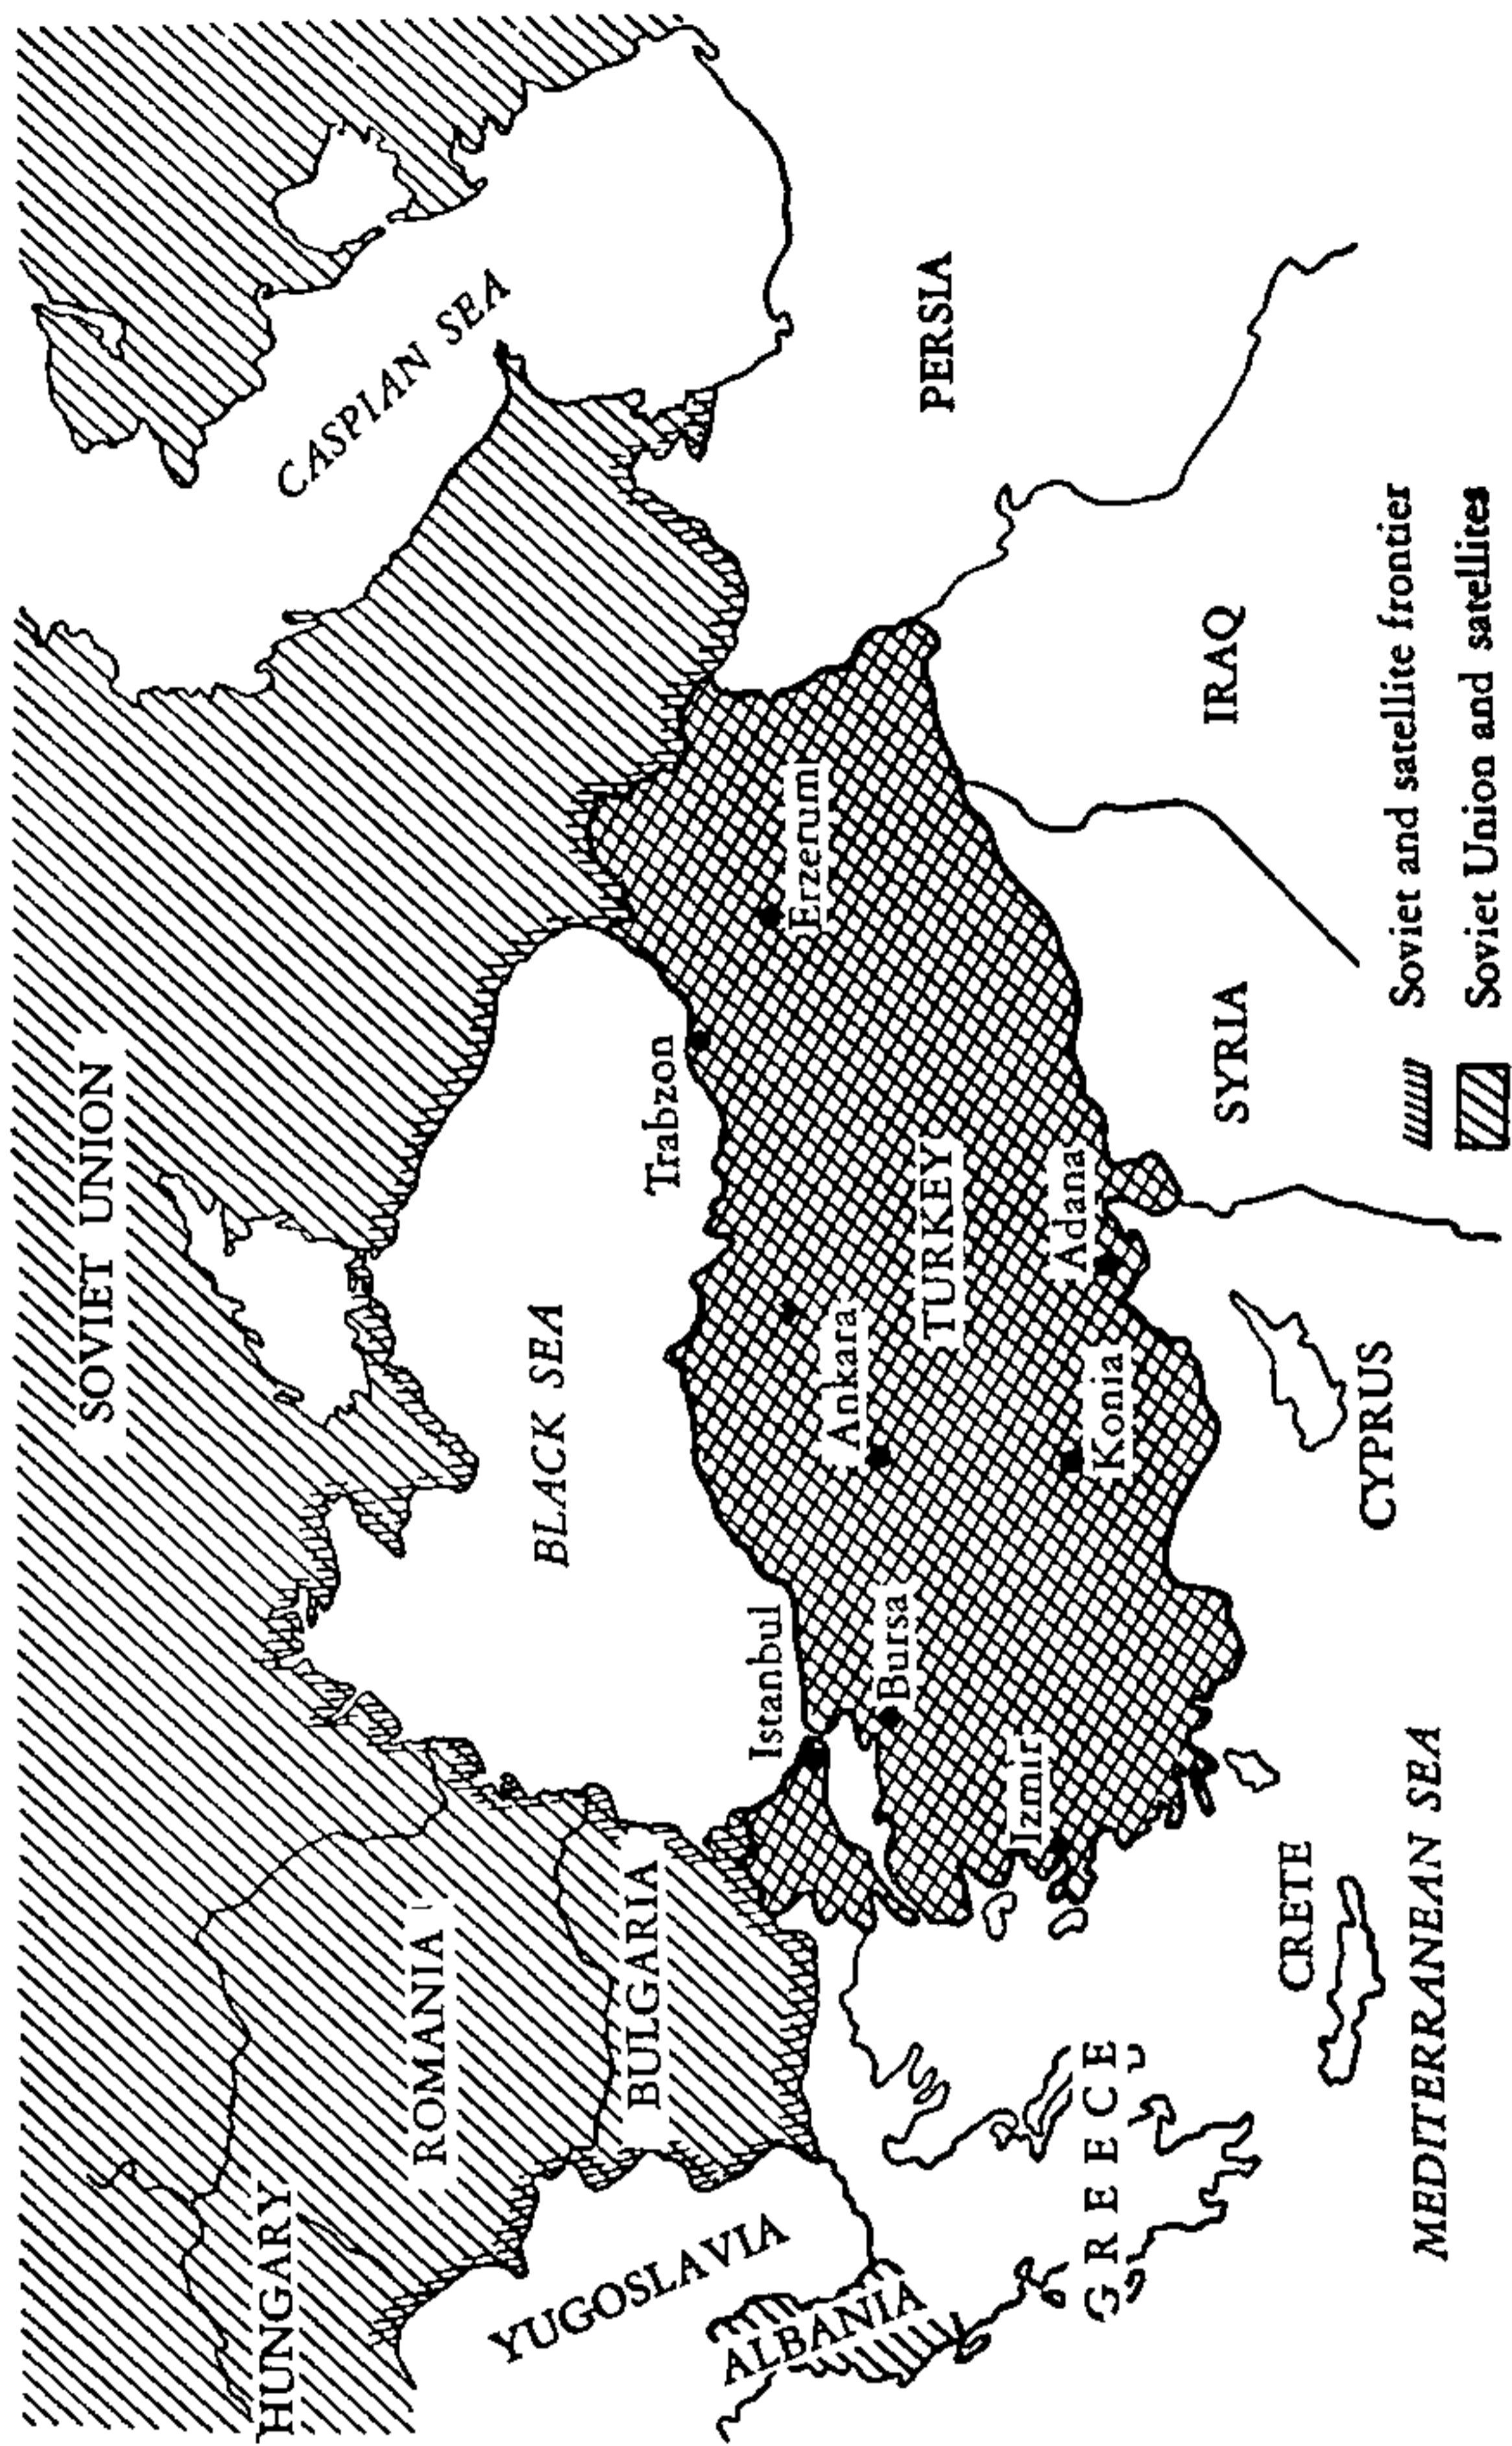 SOVIET UNION
HUNGARY
ROMANIA
BULGARIA
YUGOSLAVIA
ALBANIA
GREECE
CRETE
MEDITERRANEAN SEA
BLACK SEA
CASPIAN SEA
Istanbul
Bursa
Izmir
Ankara
Konia
TURKEY
Adana
Trabzon
Erzerum
CYPRUS
SYRIA
IRAQ
PERSIA
Soviet and satellite frontier
Soviet Union and satellites